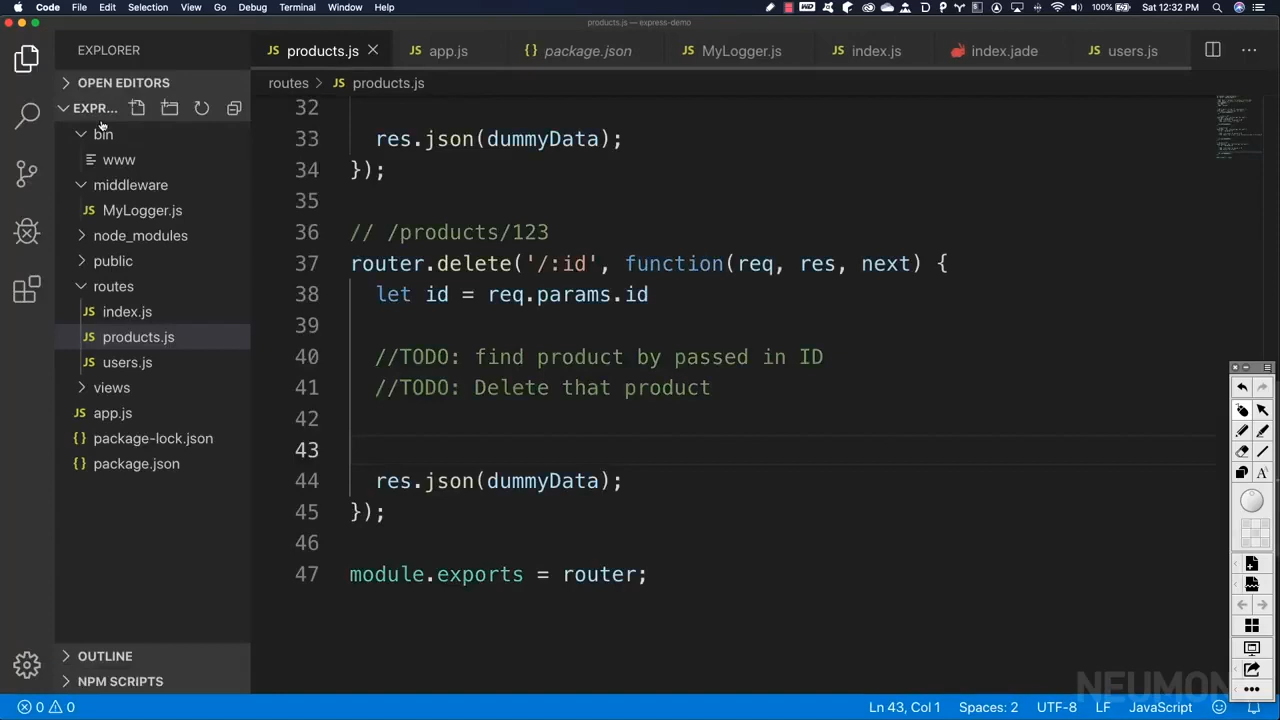 Code File Edit Selection View Go Debug Terminal Window Help 100% Sat 12:32 PM
products.js — express-demo
EXPLORER
products.js app.js package.json MyLogger.js index.js index.jade users.js
OPEN EDITORS
routes products.js
EXPR...
bin
www
middleware
MyLogger.js
node_modules
public
routes
index.js
products.js
users.js
views
app.js
package-lock.json
package.json
OUTLINE
NPM SCRIPTS
32
33 res.json(dummyData);
34 });
35
36 // /products/123
37 router.delete('/:id', function(req, res, next) {
38 let id = req.params.id
39
40 //TODO: find product by passed in ID
41 //TODO: Delete that product
42
43
44 res.json(dummyData);
45 });
46
47 module.exports = router;
NEUMON
0 0 Ln 43, Col 1 Spaces: 2 UTF-8 LF JavaScript